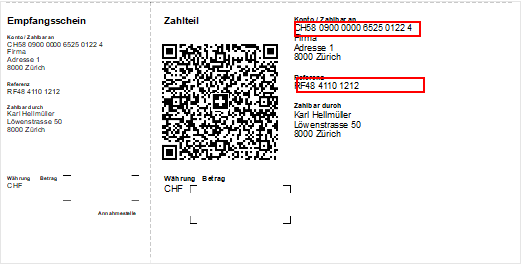 Empfangsschein
Konto / Zahlbar an
CH58 0900 0000 6525 0122 4
Firma
Adresse 1
8000 Zürich
Referenz
RF48 4110 1212
Zahlbar durch
Karl Hellmüller
Löwenstrasse 50
8000 Zürich
Währung Betrag
CHF
Annahmestelle
Zahlteil
Währung Betrag
CHF
Konto / Zahlbar an
CH58 0900 0000 6525 0122 4
Firma
Adresse 1
8000 Zürich
Referenz
RF48 4110 1212
Zahlbar durch
Karl Hellmüller
Löwenstrasse 50
8000 Zürich